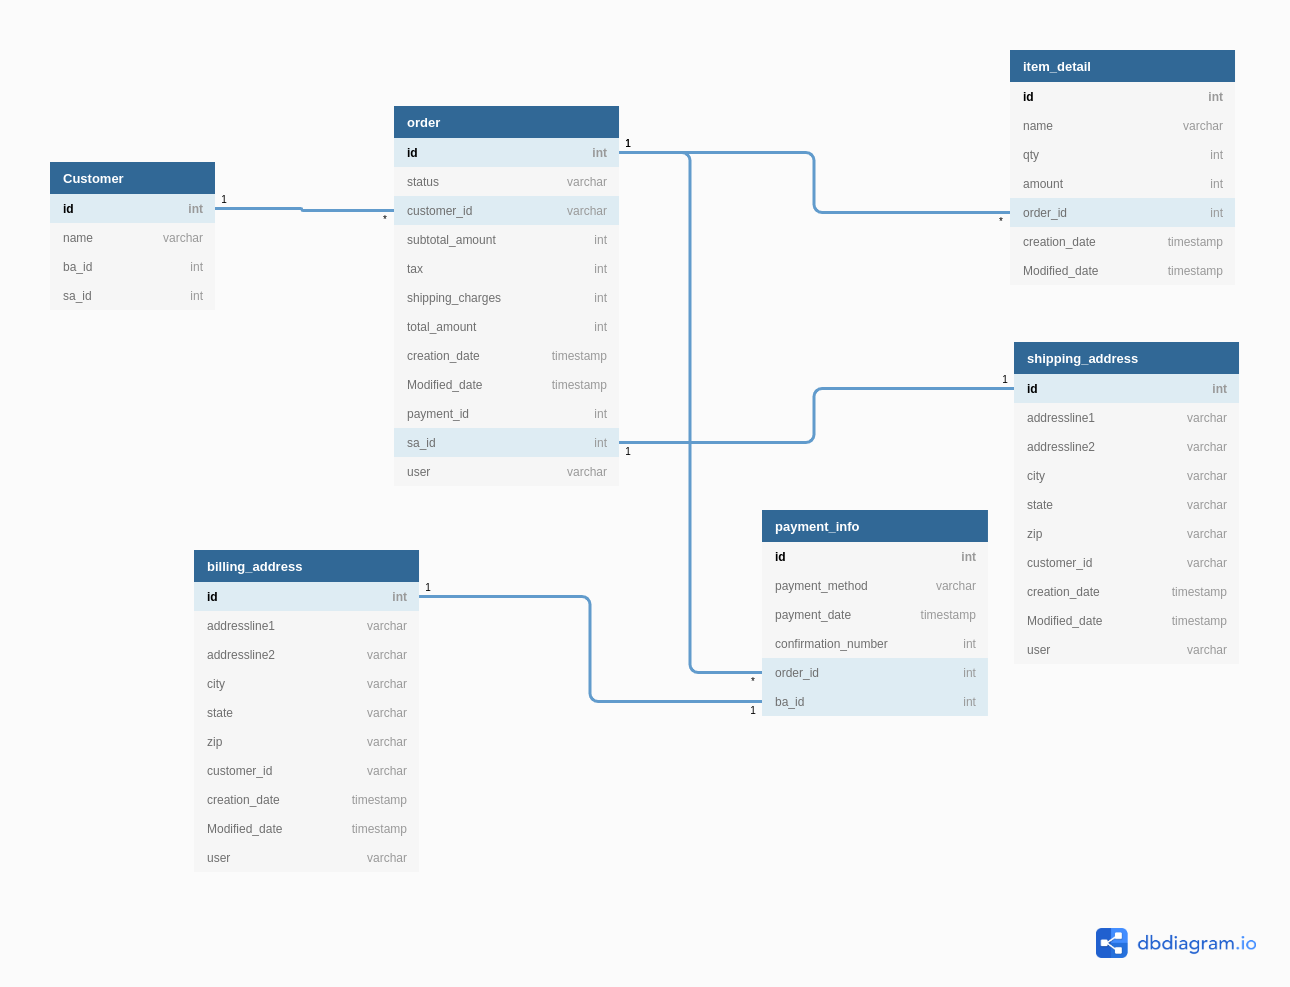 Customer
id int
name varchar
ba_id int
sa_id int
1
*
order
id int
status varchar
customer_id varchar
subtotal_amount int
tax int
shipping_charges int
total_amount int
creation_date timestamp
Modified_date timestamp
payment_id int
sa_id int
user varchar
1
1
item_detail
id int
name varchar
qty int
amount int
order_id int
creation_date timestamp
Modified_date timestamp
*
shipping_address
1
id int
addressline1 varchar
addressline2 varchar
city varchar
state varchar
zip varchar
customer_id varchar
creation_date timestamp
Modified_date timestamp
user varchar
billing_address
id int
addressline1 varchar
addressline2 varchar
city varchar
state varchar
zip varchar
customer_id varchar
creation_date timestamp
Modified_date timestamp
user varchar
1
payment_info
id int
payment_method varchar
payment_date timestamp
confirmation_number int
order_id int
ba_id int
*
1
dbdiagram.io